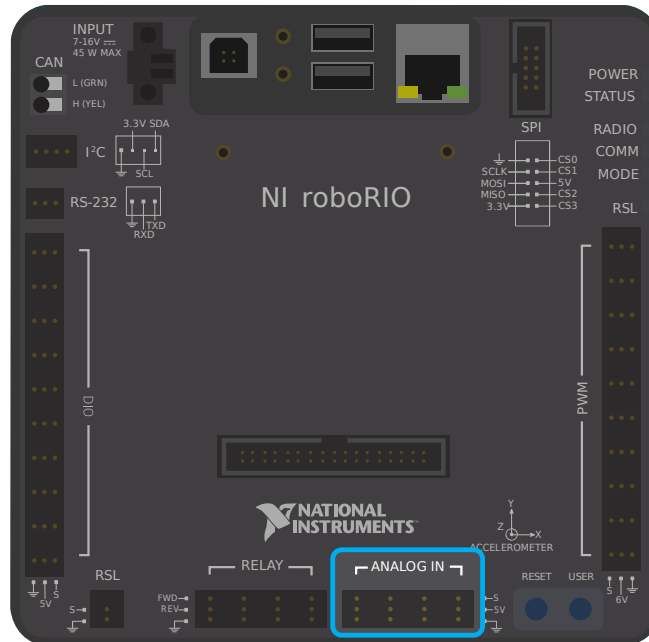 INPUT
7-16V
45 W MAX
CAN
L (GRN)
H (YEL)
3.3V SDA
I²C
SCL
RS-232
TXD
RXD
NI roboRIO
SPI
SCLK
MOSI
MISO
3.3V
CS0
CS1
5V
CS2
CS3
POWER
STATUS
RADIO
COMM
MODE
RSL
DIO
PWM
NATIONAL
INSTRUMENTS™
Y
Z
X
ACCELEROMETER
S
5V
RSL
S
RELAY
FWD
REV
ANALOG IN
S
5V
RESET
USER
S
6V